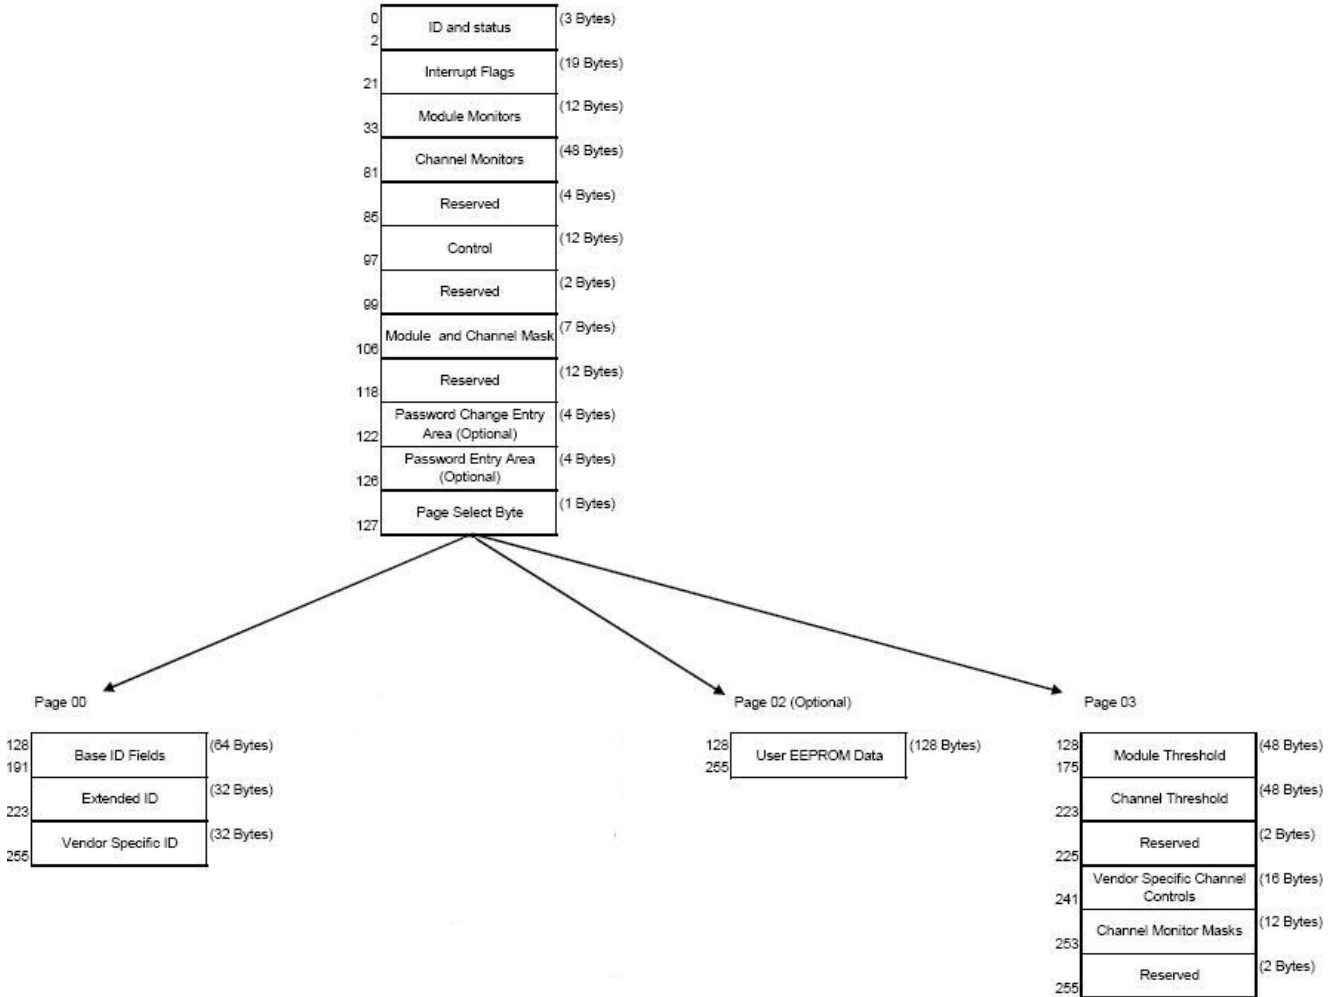 0
ID and status
(3 Bytes)
2
Interrupt Flags
(19 Bytes)
21
Module Monitors
(12 Bytes)
33
Channel Monitors
(48 Bytes)
81
Reserved
(4 Bytes)
85
Control
(12 Bytes)
97
Reserved
(2 Bytes)
99
Module and Channel Mask
(7 Bytes)
106
Reserved
(12 Bytes)
118
Password Change Entry
Area (Optional)
(4 Bytes)
122
Password Entry Area
(Optional)
(4 Bytes)
126
Page Select Byte
(1 Bytes)
127
Page 00
128
Base ID Fields
(64 Bytes)
191
Extended ID
(32 Bytes)
223
Vendor Specific ID
(32 Bytes)
255
Page 02 (Optional)
128
User EEPROM Data
(128 Bytes)
255
Page 03
128
Module Threshold
(48 Bytes)
175
Channel Threshold
(48 Bytes)
223
Reserved
(2 Bytes)
225
Vendor Specific Channel
Controls
(16 Bytes)
241
Channel Monitor Masks
(12 Bytes)
253
Reserved
(2 Bytes)
255